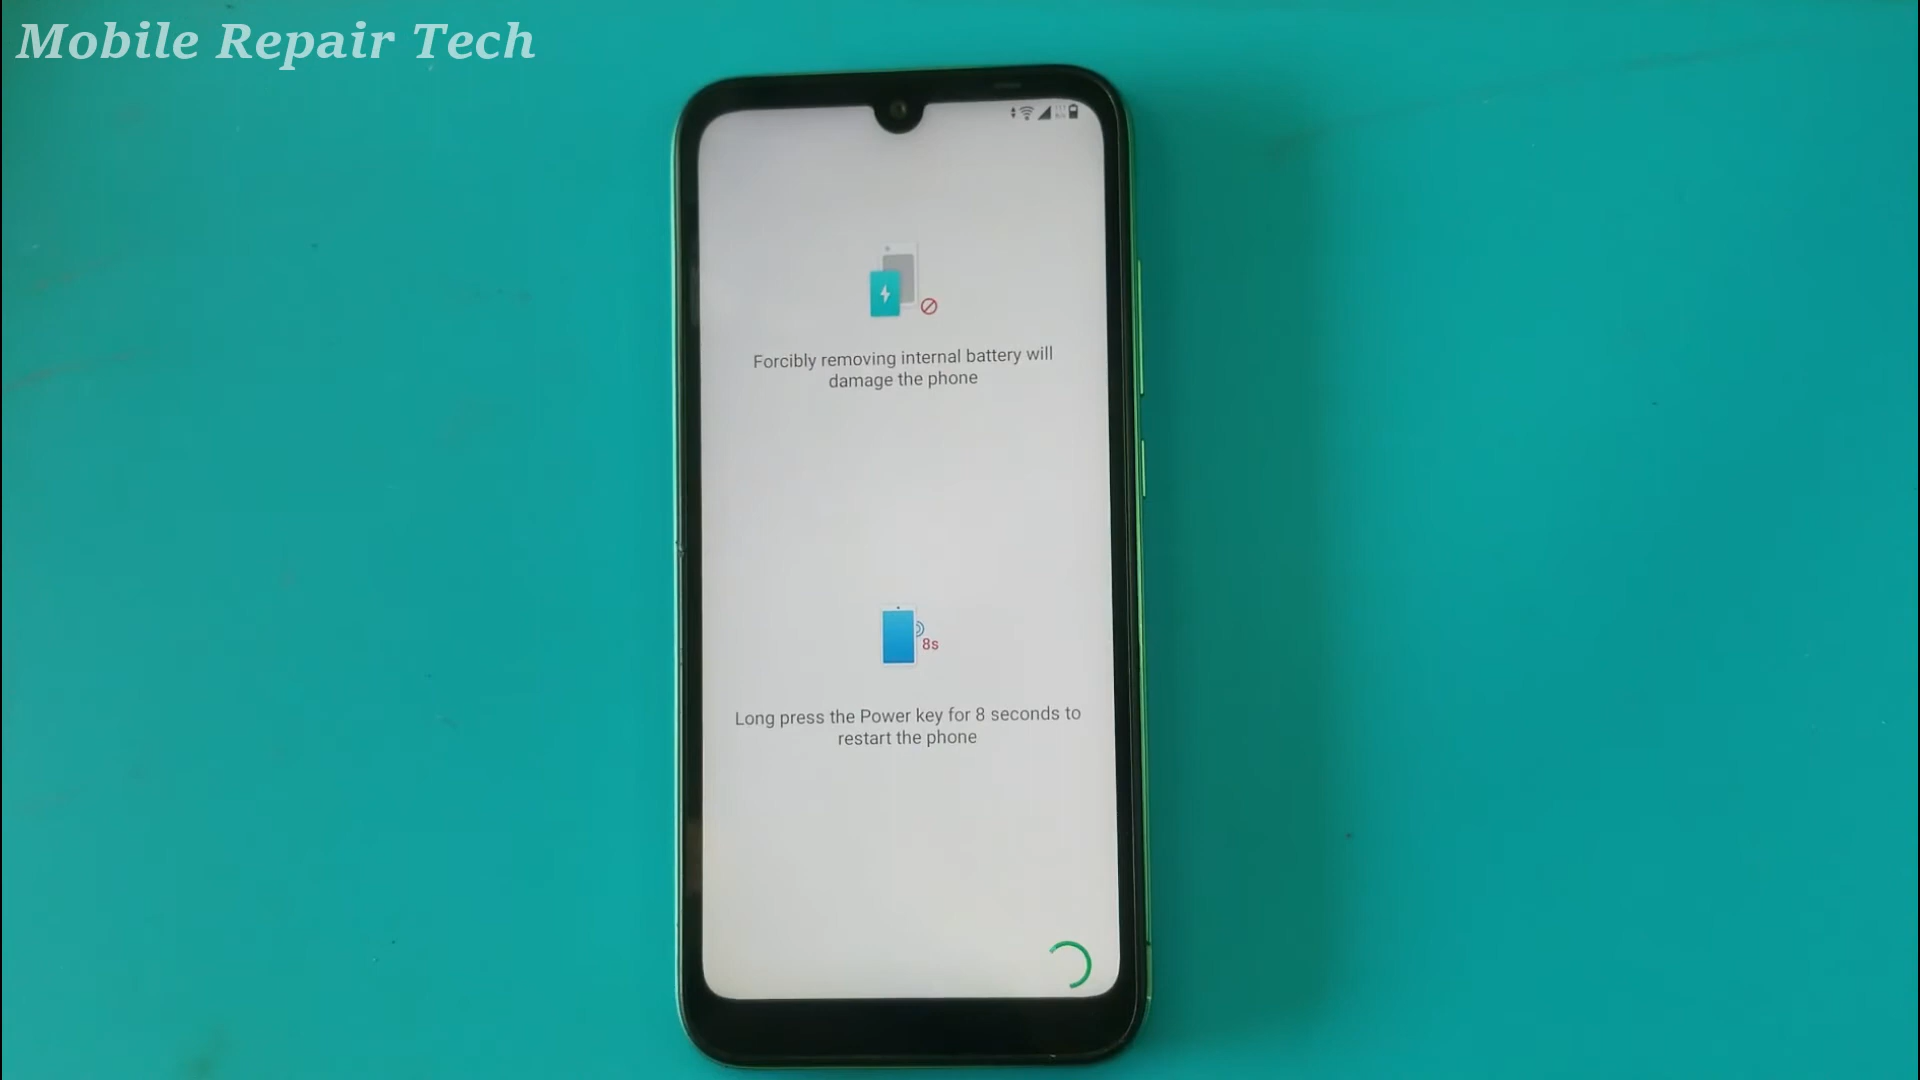 Mobile Repair Tech
Forcibly removing internal battery will
damage the phone
8s
Long press the Power key for 8 seconds to
restart the phone